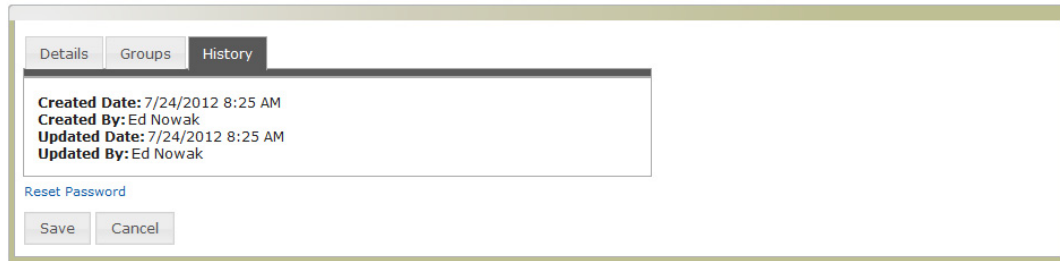 Details Groups History
Created Date: 7/24/2012 8:25 AM
Created By: Ed Nowak
Updated Date: 7/24/2012 8:25 AM
Updated By: Ed Nowak
Reset Password
Save Cancel